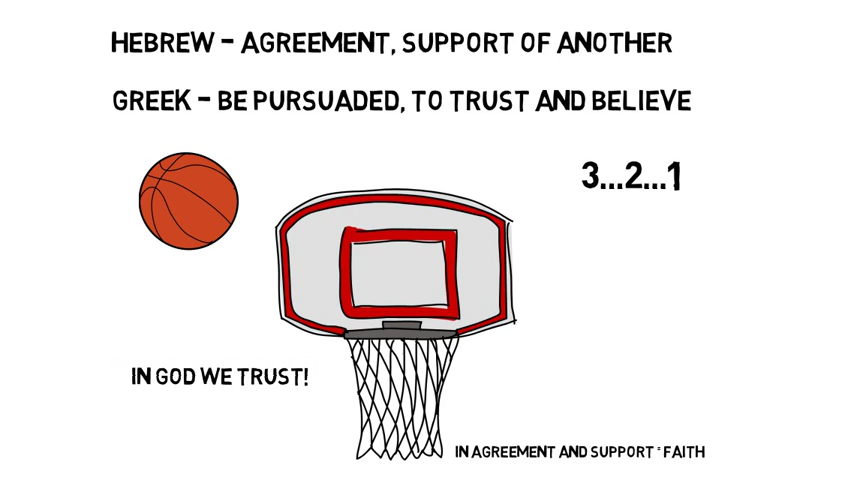 HEBREW - AGREEMENT, SUPPORT OF ANOTHER
GREEK - BE PURSUADED, TO TRUST AND BELIEVE
3...2...1
IN GOD WE TRUST!
IN AGREEMENT AND SUPPORT = FAITH